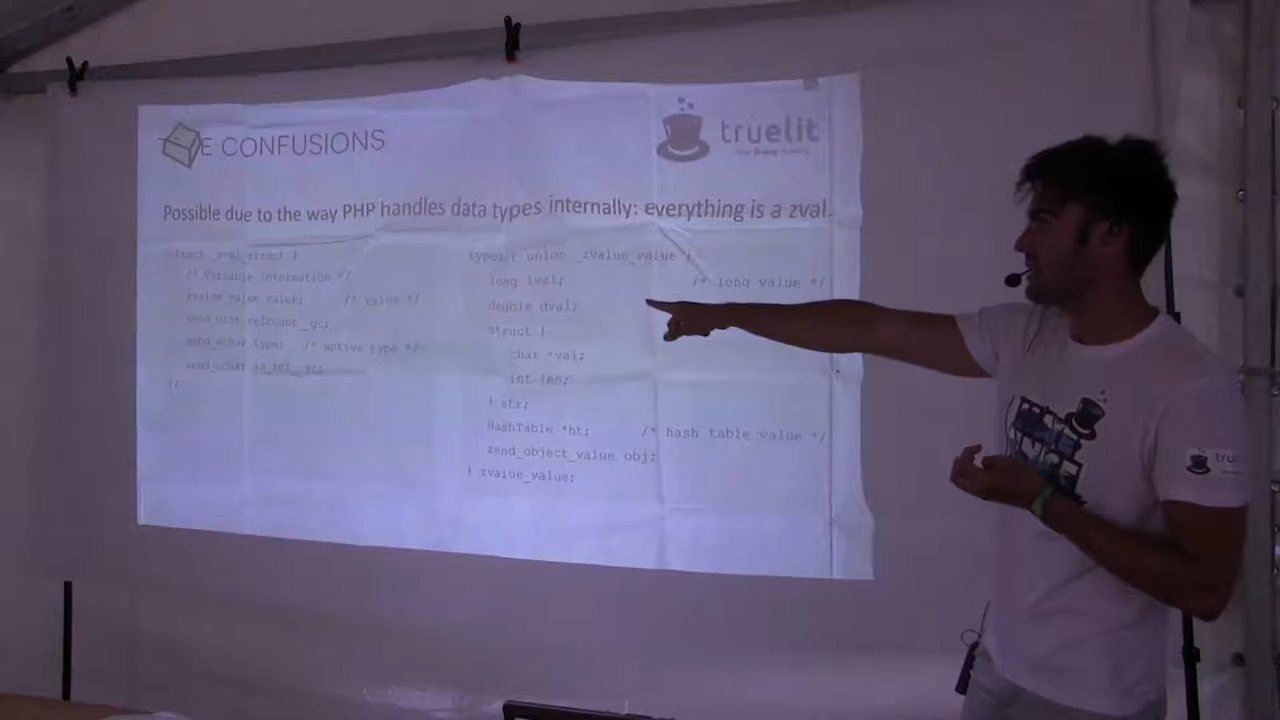 E CONFUSIONS
truelit
Possible due to the way PHP handles data types internally: everything is a zval.
struct _zval_struct {
/* Variable information */
zvalue_value value; /* value */
zend_uint refcount__gc;
zend_uchar type; /* active type */
zend_uchar is_ref__gc;
};
typedef union _zvalue_value {
long lval; /* long value */
double dval;
struct {
char *val;
int len;
} str;
HashTable *ht; /* hash table value */
zend_object_value obj;
} zvalue_value;
true